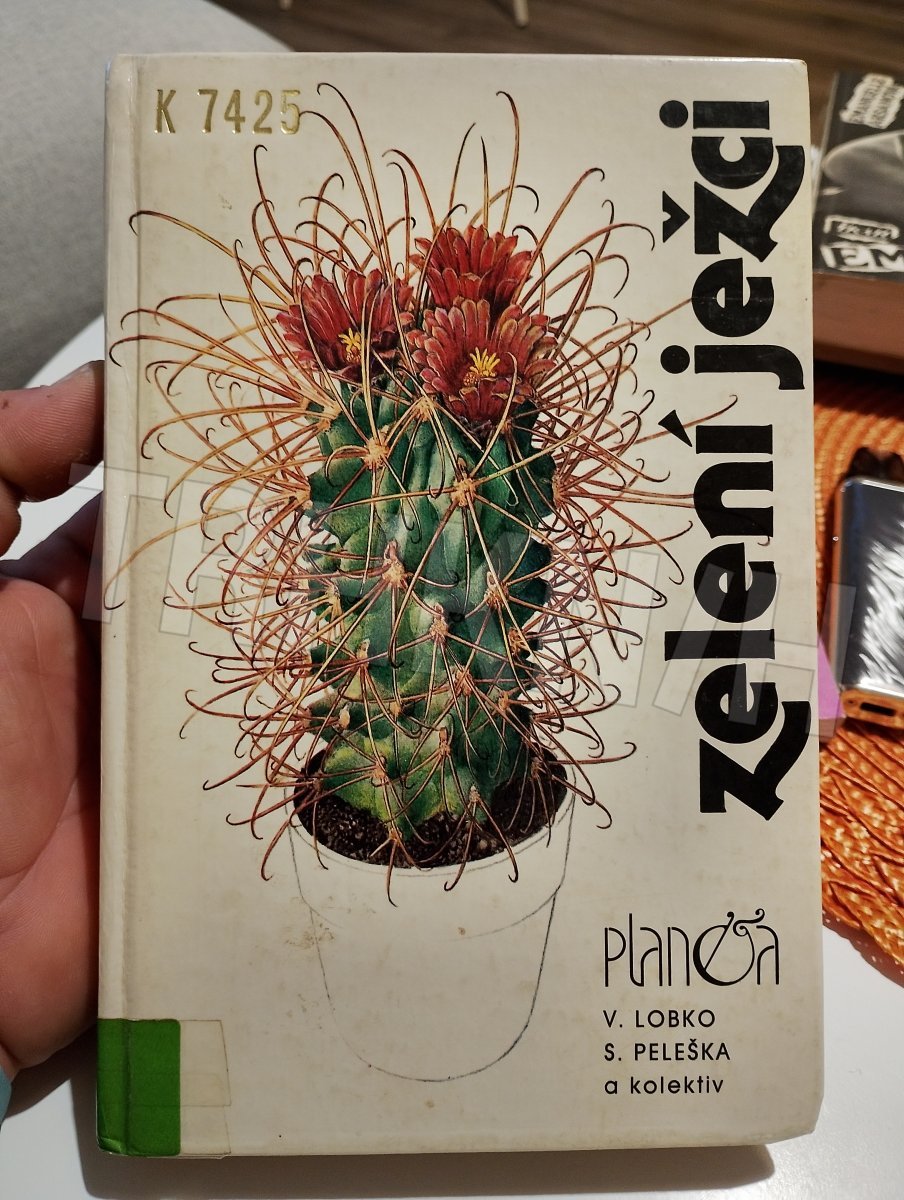 K 7425
zelení ježci
planeta
V. LOBKO
S. PELEŠKA
a kolektiv